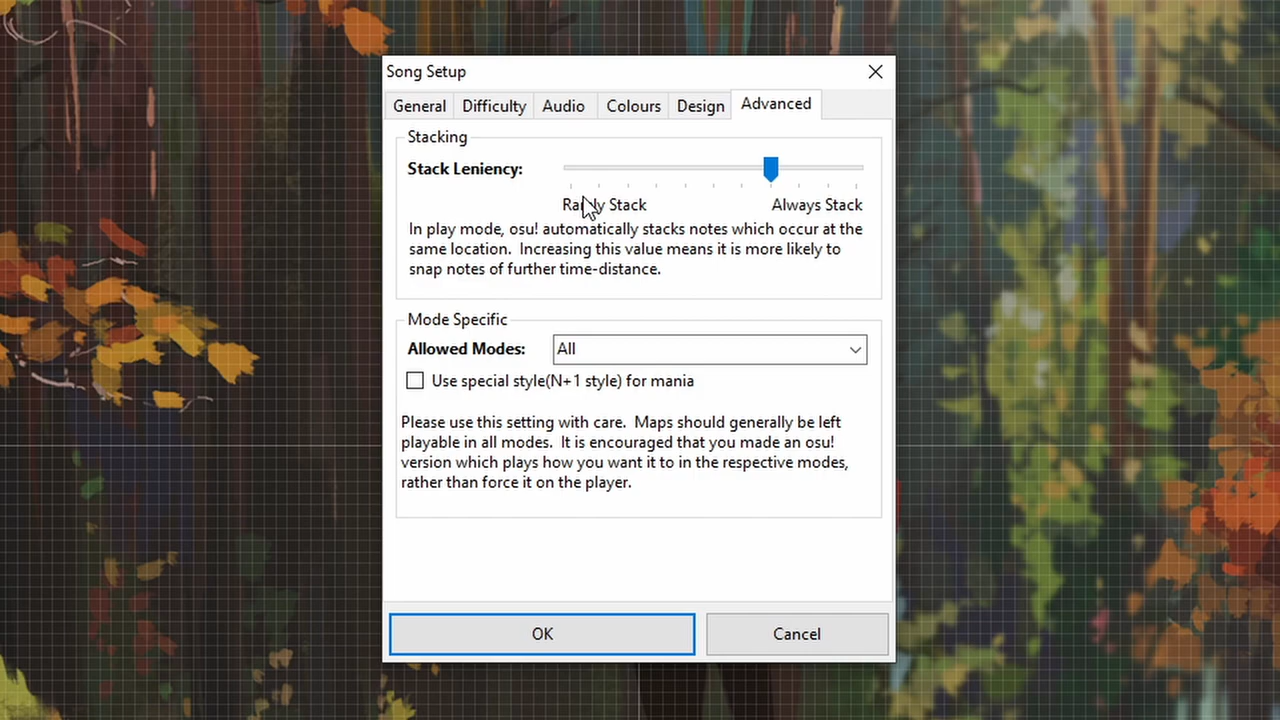 Song Setup
General Difficulty Audio Colours Design Advanced
Stacking
Stack Leniency:
Stack Always Stack
In play mode, osu! automatically stacks notes which occur at the
same location. Increasing this value means it is more likely to
snap notes of further time-distance.
Mode Specific
Allowed Modes: All
Use special style(N+1 style) for mania
Please use this setting with care. Maps should generally be left
playable in all modes. It is encouraged that you made an osu!
version which plays how you want it to in the respective modes,
rather than force it on the player.
OK Cancel